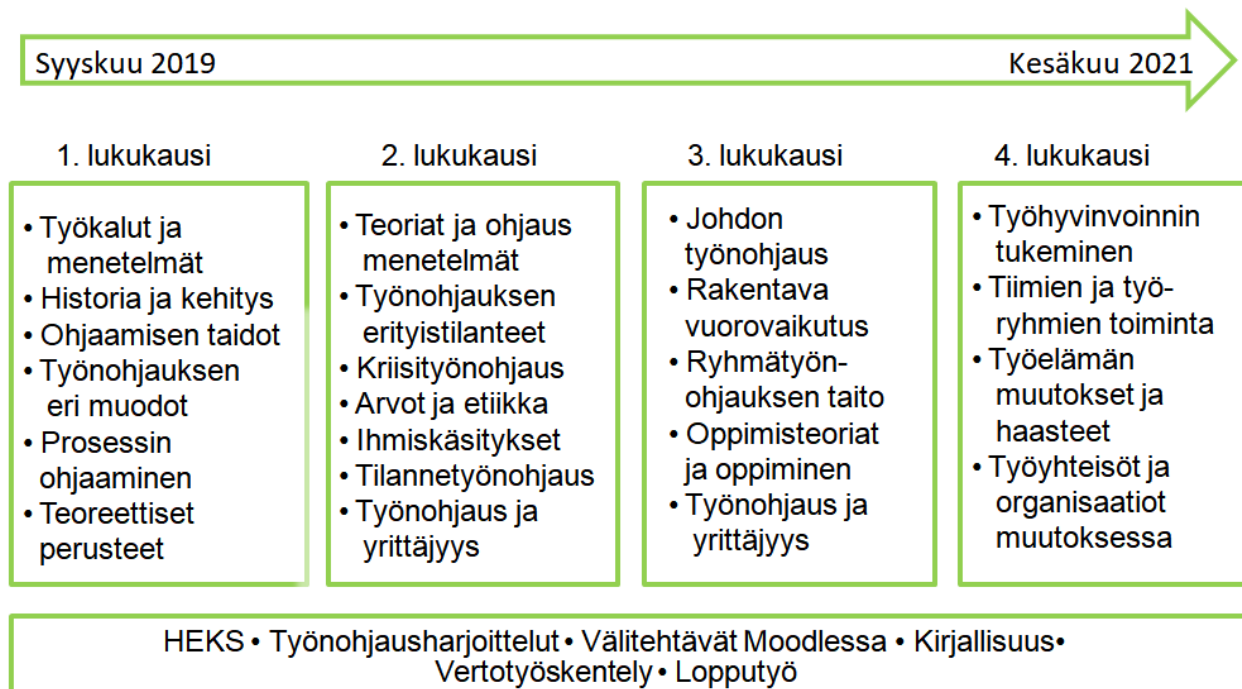 Syyskuu 2019
Kesäkuu 2021
1. lukukausi
2. lukukausi
3. lukukausi
4. lukukausi
• Työkalut ja
menetelmät
• Historia ja kehitys
• Ohjaamisen taidot
• Työnohjauksen
eri muodot
• Prosessin
ohjaaminen
• Teoreettiset
perusteet
• Teoriat ja ohjaus
menetelmät
• Työnohjauksen
erityistilanteet
• Kriisityönohjaus
• Arvot ja etiikka
• Ihmiskäsitykset
• Tilannetyönohjaus
• Työnohjaus ja
yrittäjyys
• Johdon
työnohjaus
• Rakentava
vuorovaikutus
• Ryhmätyön-
ohjauksen taito
• Oppimisteoriat
ja oppiminen
• Työnohjaus ja
yrittäjyys
• Työhyvinvoinnin
tukeminen
• Tiimien ja työ-
ryhmien toiminta
• Työelämän
muutokset ja
haasteet
• Työyhteisöt ja
organisaatiot
muutoksessa
HEKS • Työnohjausharjoittelut • Välitehtävät Moodlessa • Kirjallisuus•
Vertotyöskentely • Lopputyö